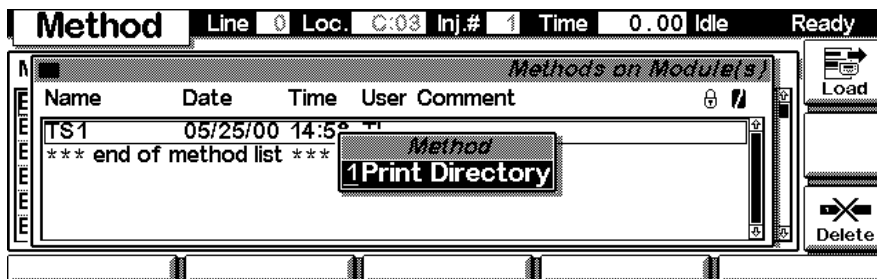 Method Line 0 Loc. C:03 Inj.# 1 Time 0.00 Idle Ready
Methods on Module(s)
Load
Name Date Time User Comment
TS1 05/25/00 14:58
*** end of method list ***
Method
1Print Directory
Delete